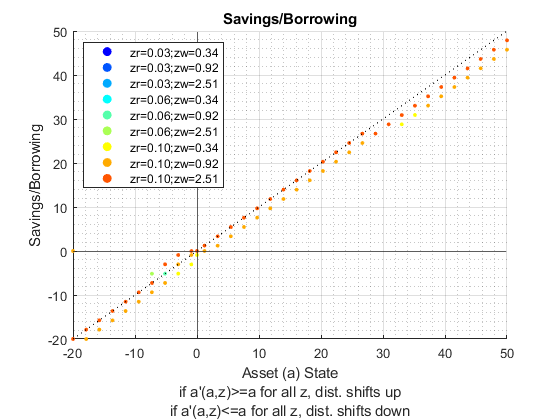 Savings/Borrowing
zr=0.03;zw=0.34
zr=0.03;zw=0.92
zr=0.03;zw=2.51
zr=0.06;zw=0.34
zr=0.06;zw=0.92
zr=0.06;zw=2.51
zr=0.10;zw=0.34
zr=0.10;zw=0.92
zr=0.10;zw=2.51
Savings/Borrowing
50
40
30
20
10
0
-10
-20
-20
-10
0
10
20
30
40
50
Asset (a) State
if a'(a,z)>=a for all z, dist. shifts up
if a'(a,z)<=a for all z, dist. shifts down